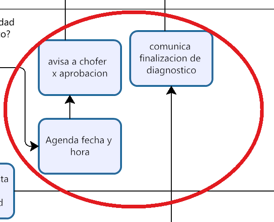 dad
o?
avisa a chofer
x aprobacion
comunica
finalizacion de
diagnostico
Agenda fecha y
hora
ta
d